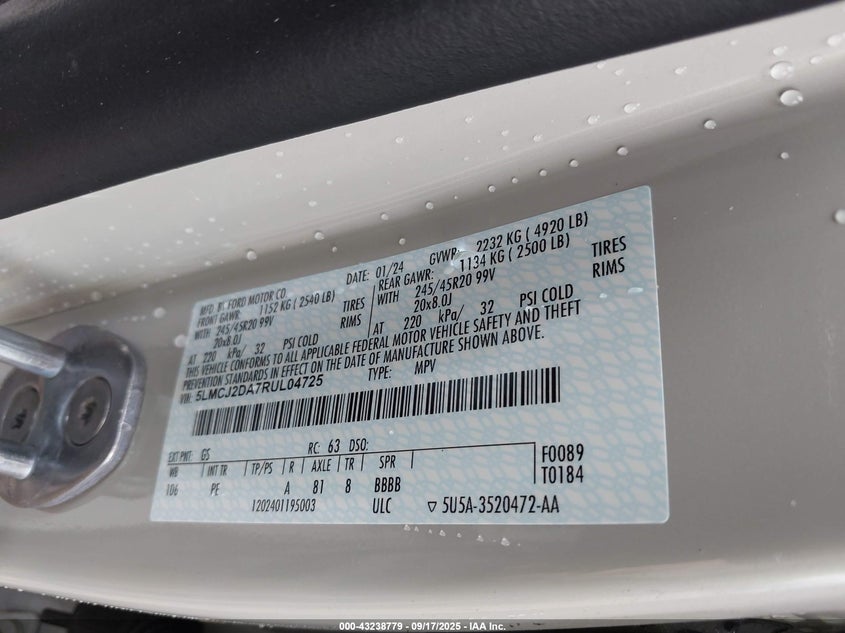 MFD. BY FORD MOTOR CO.
DATE: 01/24 GVWR: 2232 KG ( 4920 LB)
FRONT GAWR: 1152 KG ( 2540 LB)
WITH 245/45R20 99V TIRES
20x8.0J RIMS
AT 220 kPa/ 32 PSI COLD
REAR GAWR: 1134 KG ( 2500 LB)
WITH 245/45R20 99V TIRES
20x8.0J RIMS
AT 220 kPa/ 32 PSI COLD
THIS VEHICLE CONFORMS TO ALL APPLICABLE FEDERAL MOTOR VEHICLE SAFETY AND THEFT
PREVENTION STANDARDS IN EFFECT ON THE DATE OF MANUFACTURE SHOWN ABOVE.
VIN: 5LMCJ2DA7RUL04725 TYPE: MPV
EXT PNT: GS RC: 63 DSO:
WB INT TR TP/PS R AXLE TR SPR
106 PE A 81 8 BBBB
F0089
T0184
1202401195003 ULC ▽ 5U5A-3520472-AA
000-43238779 - 09/17/2025 - IAA Inc.